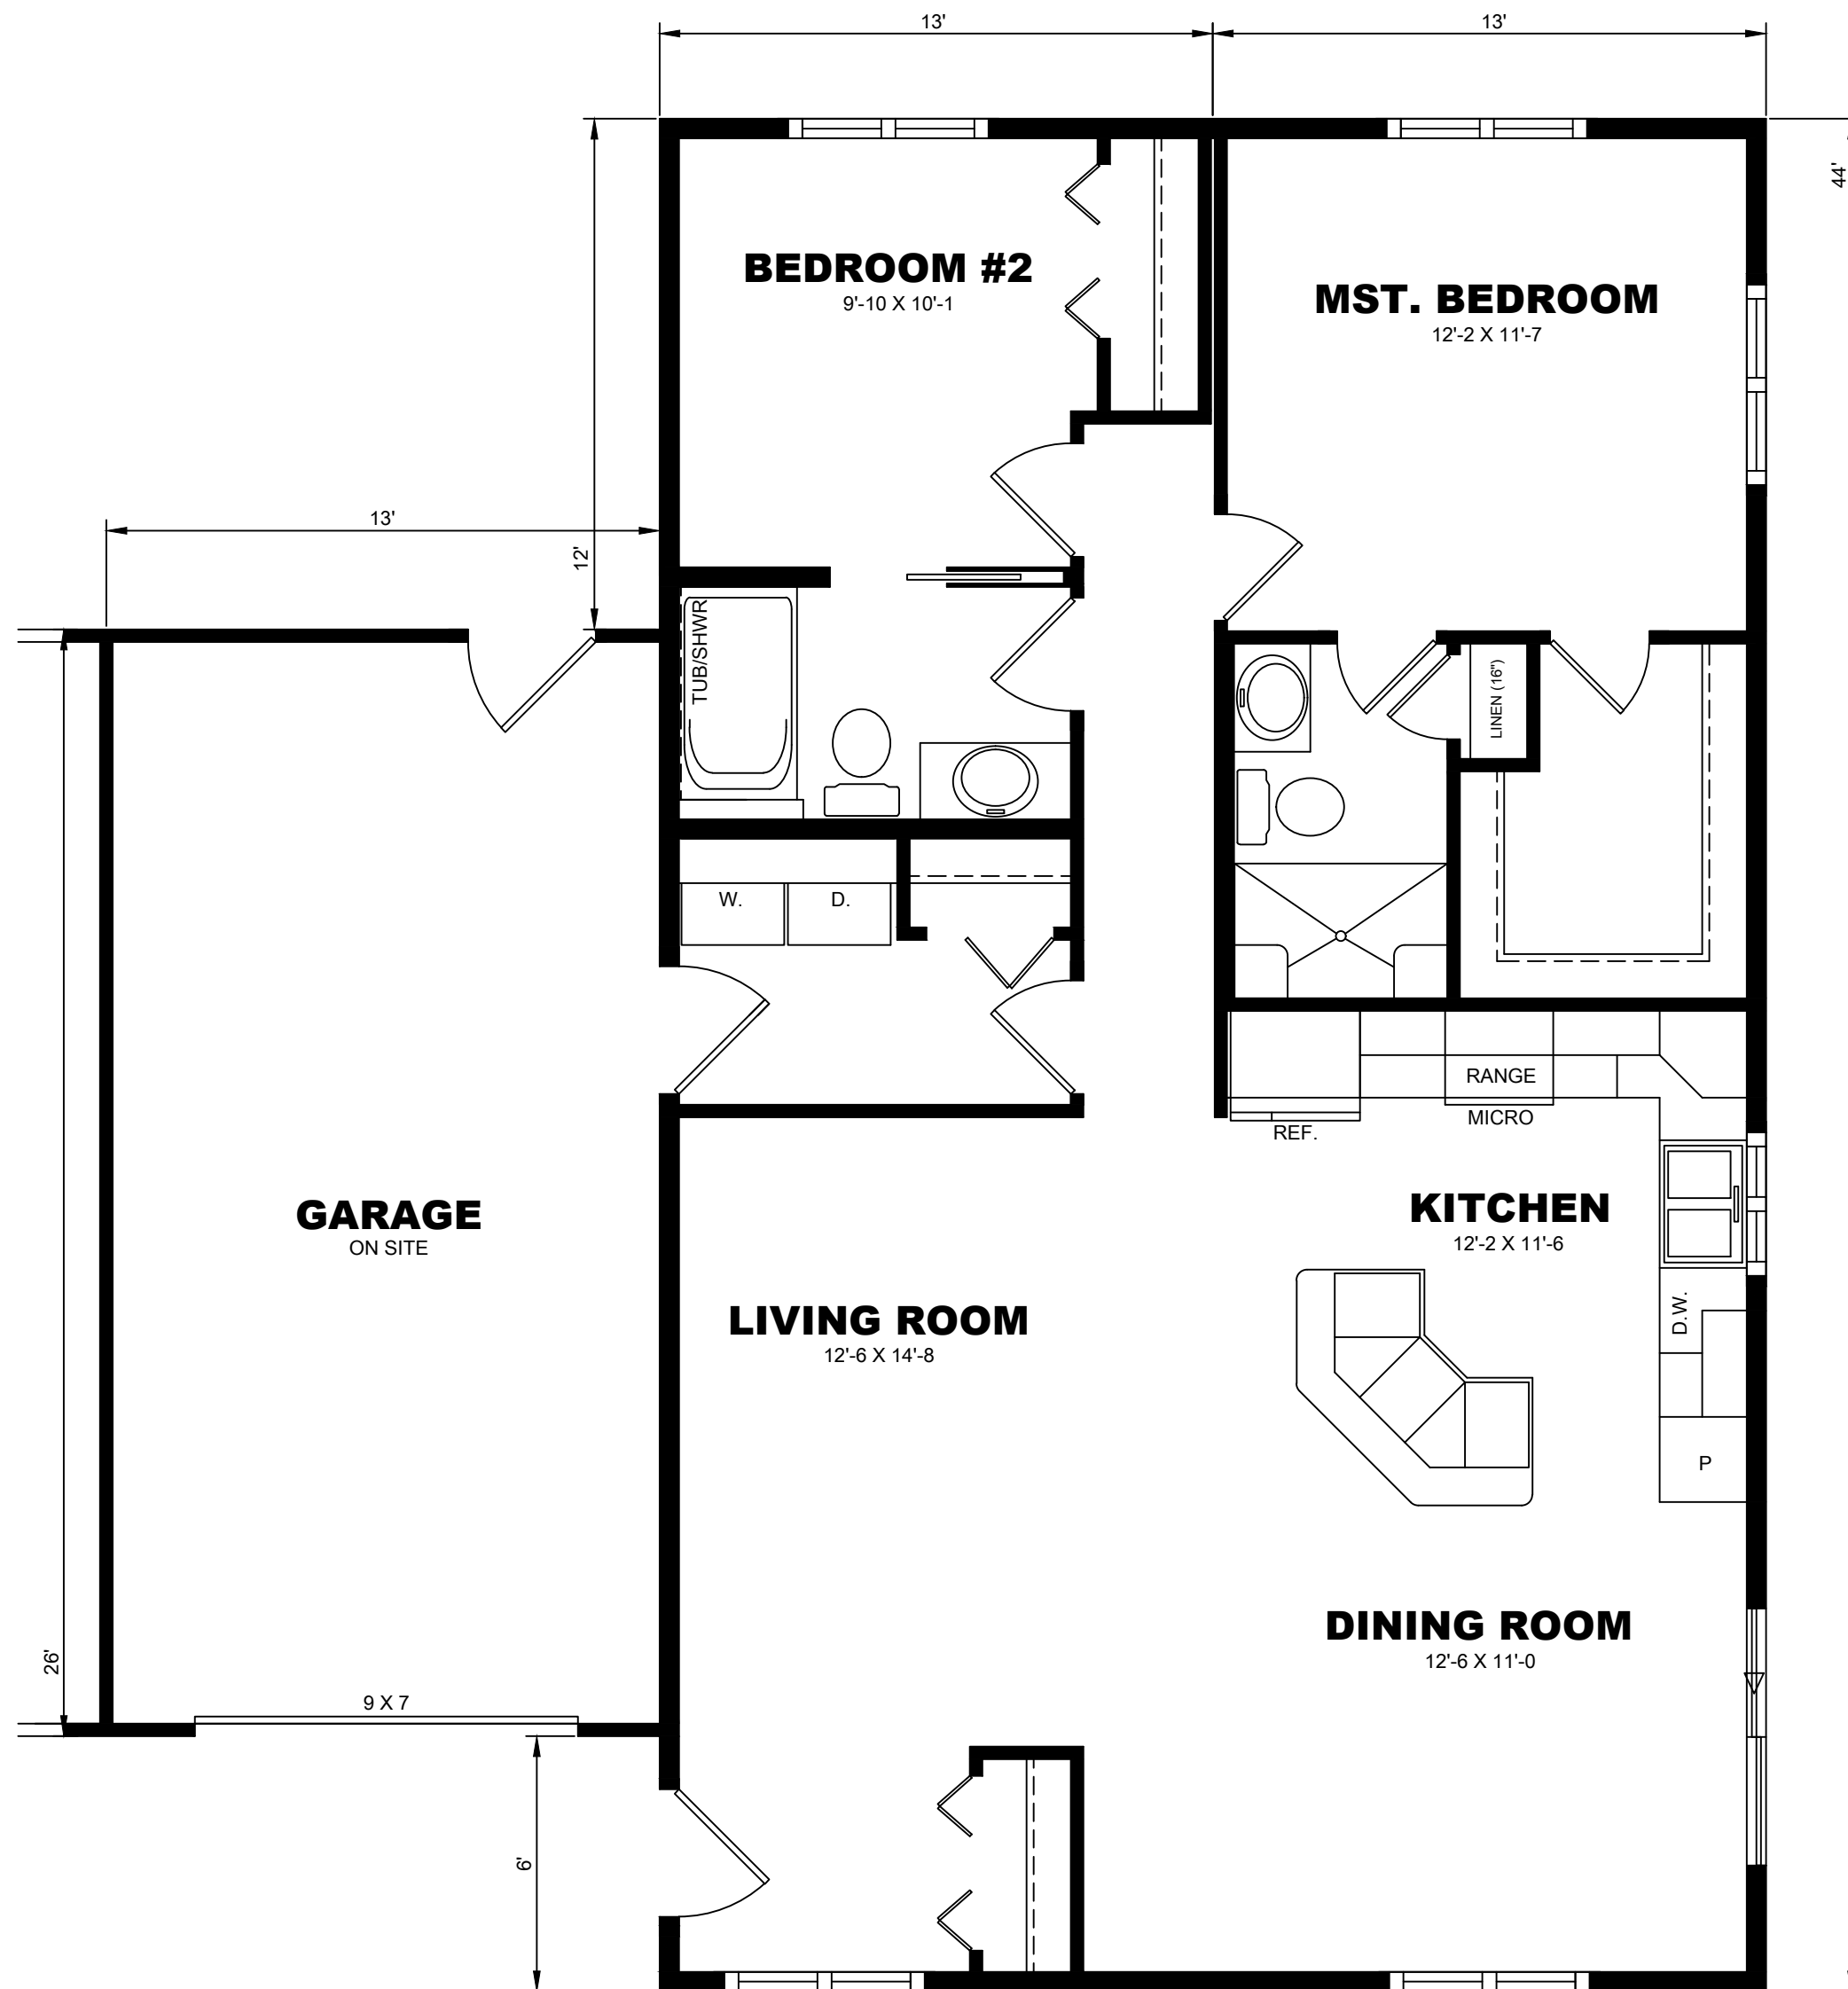 13'
13'
44'
BEDROOM #2
9'-10 X 10'-1
MST. BEDROOM
12'-2 X 11'-7
13'
12'
TUB/SHWR
LINEN (16")
W.
D.
RANGE
MICRO
REF.
GARAGE
ON SITE
KITCHEN
12'-2 X 11'-6
LIVING ROOM
12'-6 X 14'-8
D.W.
P
DINING ROOM
12'-6 X 11'-0
26'
9 X 7
6'